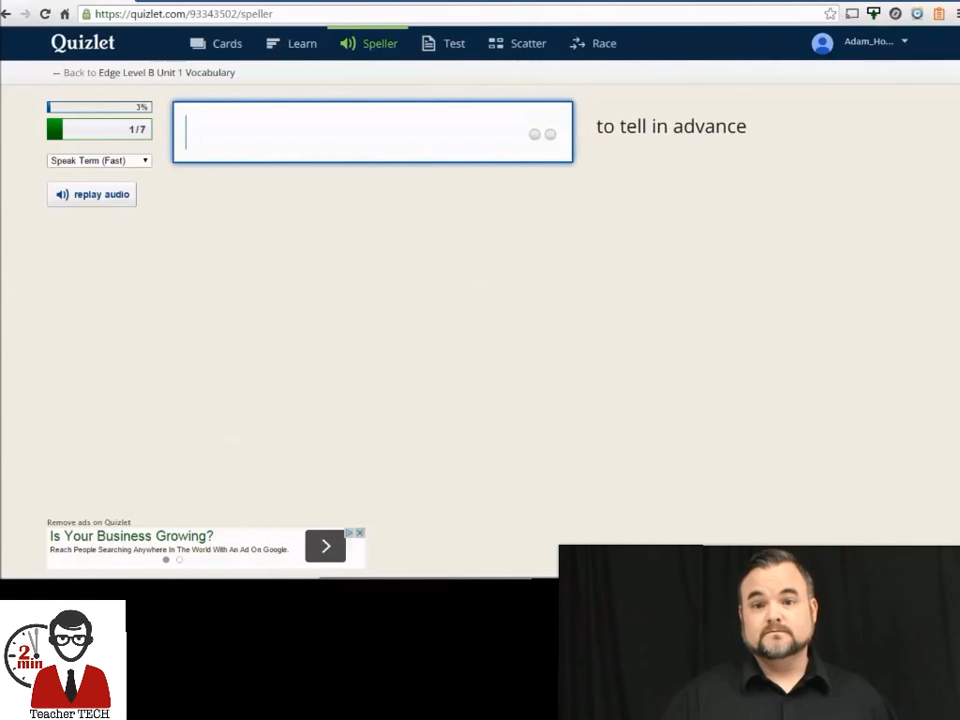 https://quizlet.com/93343502/speller
Quizlet
Cards
Learn
Speller
Test
Scatter
Race
Adam_Ho...
— Back to Edge Level B Unit 1 Vocabulary
3%
1/7
to tell in advance
Speak Term (Fast)
replay audio
Remove ads on Quizlet
Is Your Business Growing?
Reach People Searching Anywhere In The World With An Ad On Google.
2
min
Teacher TECH